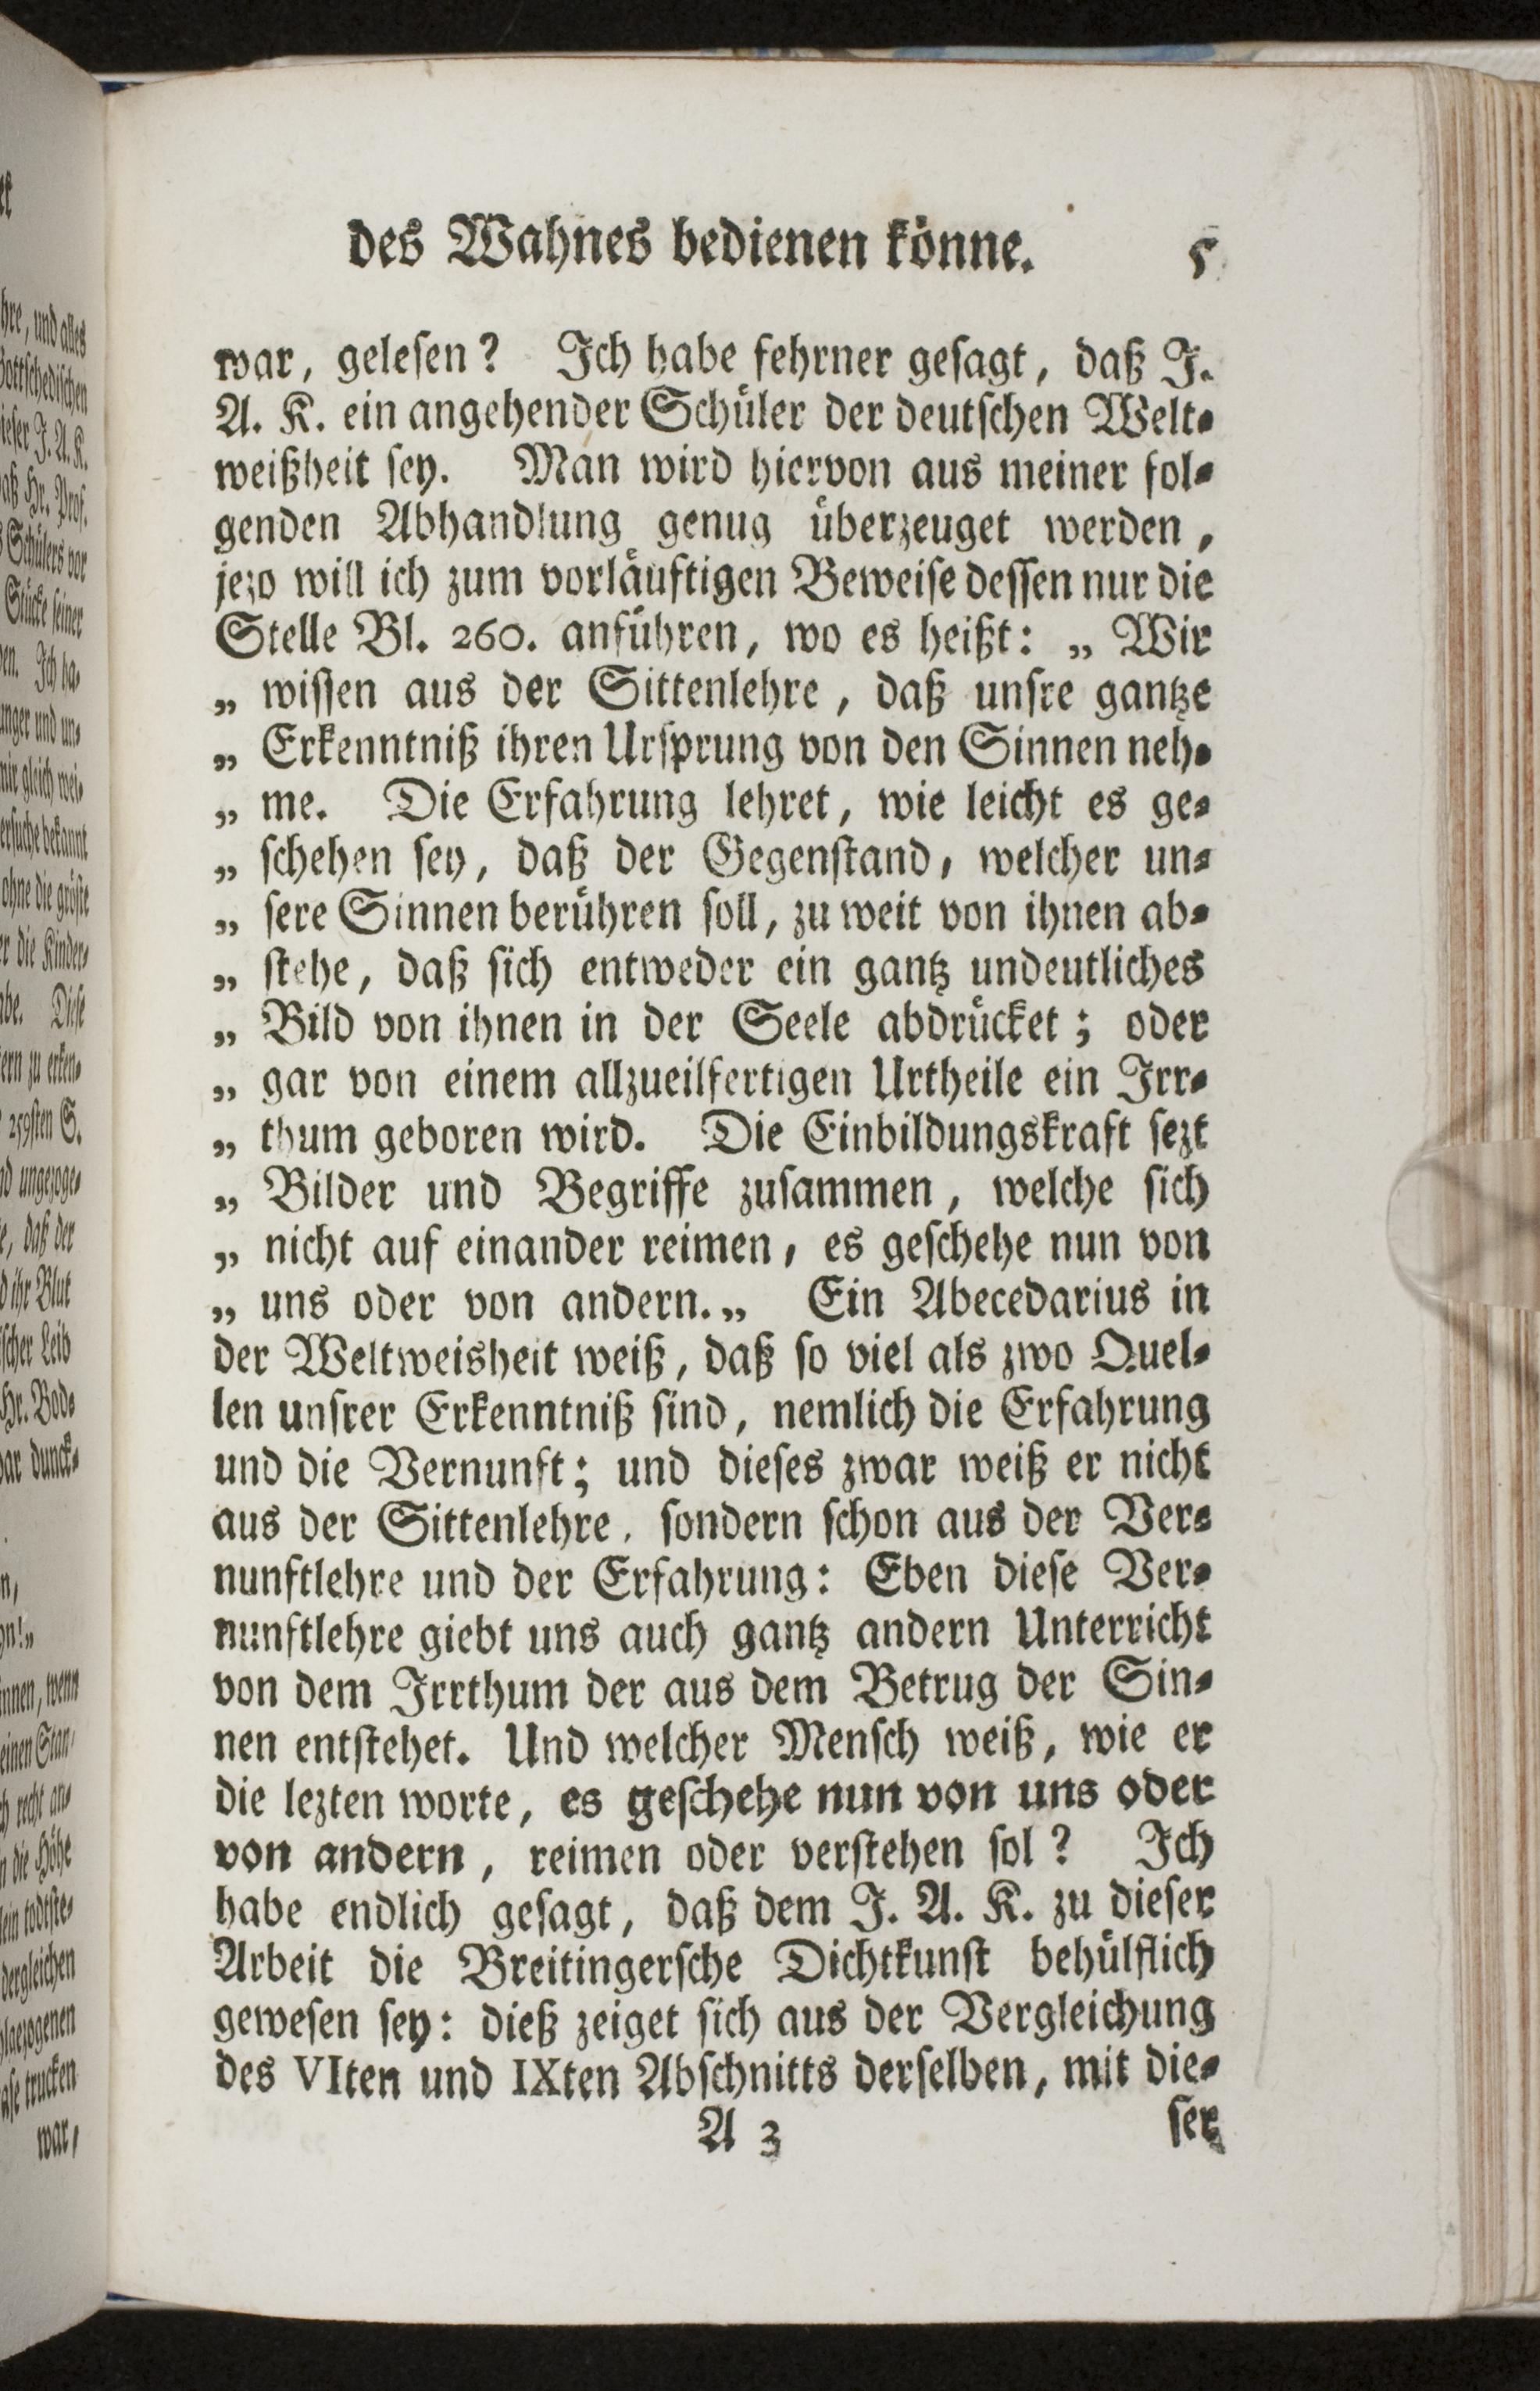 des Wahnes bedienen könne. 5
war, gelesen? Ich habe fehrner gesagt, daß J.
A. K. ein angehender Schüler der deutschen Welt-
weißheit sey. Man wird hiervon aus meiner fol-
genden Abhandlung genug überzeuget werden,
jezo will ich zum vorläuftigen Beweise dessen nur die
Stelle Bl. 260. anführen, wo es heißt: „ Wir
„ wissen aus der Sittenlehre, daß unsre gantze
„ Erkenntniß ihren Ursprung von den Sinnen neh-
„ me. Die Erfahrung lehret, wie leicht es ge-
„ schehen sey, daß der Gegenstand, welcher un-
„ sere Sinnen berühren soll, zu weit von ihnen ab-
„ stehe, daß sich entweder ein gantz undeutliches
„ Bild von ihnen in der Seele abdrücket; oder
„ gar von einem allzueilfertigen Urtheile ein Irr-
„ thum geboren wird. Die Einbildungskraft sezt
„ Bilder und Begriffe zusammen, welche sich
„ nicht auf einander reimen, es geschehe nun von
„ uns oder von andern.„ Ein Abecedarius in
der Weltweisheit weiß, daß so viel als zwo Quel-
len unsrer Erkenntniß sind, nemlich die Erfahrung
und die Vernunft; und dieses zwar weiß er nicht
aus der Sittenlehre, sondern schon aus der Ver-
nunftlehre und der Erfahrung: Eben diese Ver-
nunftlehre giebt uns auch gantz andern Unterricht
von dem Irrthum der aus dem Betrug der Sin-
nen entstehet. Und welcher Mensch weiß, wie er
die lezten worte, es geschehe nun von uns oder
von andern, reimen oder verstehen sol? Ich
habe endlich gesagt, daß dem J. A. K. zu dieser
Arbeit die Breitingersche Dichtkunst behülflich
gewesen sey: dieß zeiget sich aus der Vergleichung
des VIten und IXten Abschnitts derselben, mit die-
A 3 ser